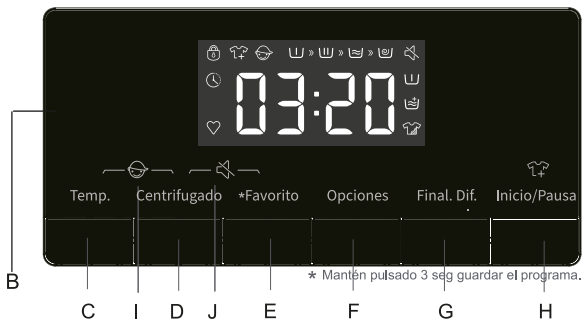 » » »
03:20
Temp. Centrifugado *Favorito Opciones Final. Dif. Inicio/Pausa
* Mantén pulsado 3 seg guardar el programa.
B
C I D J E F G H